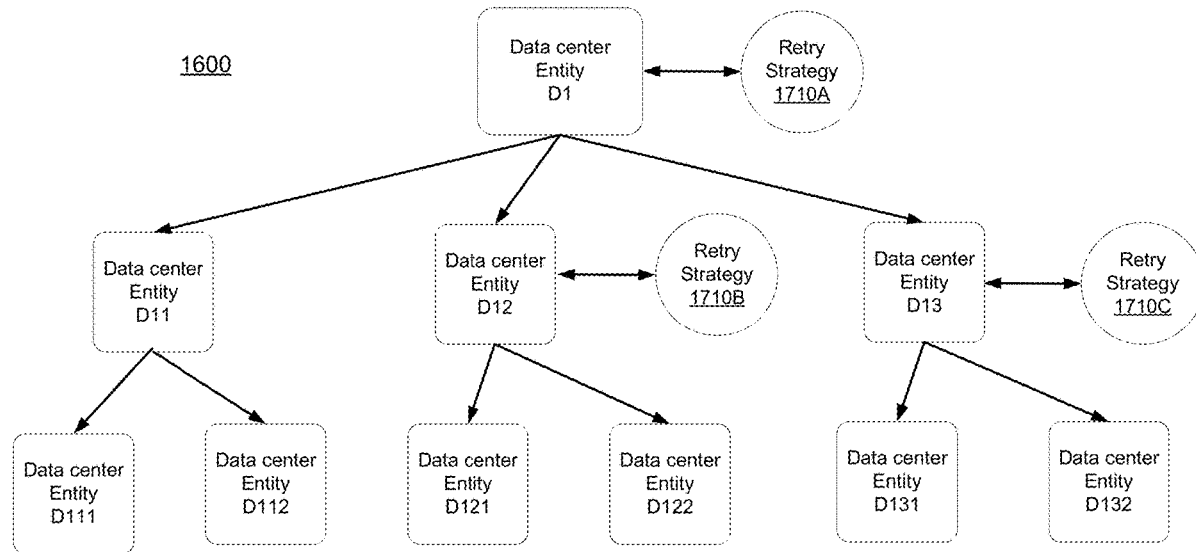 1600
Data center
Entity
D1
Retry
Strategy
1710A
Data center
Entity
D11
Data center
Entity
D12
Retry
Strategy
1710B
Data center
Entity
D13
Retry
Strategy
1710C
Data center
Entity
D111
Data center
Entity
D112
Data center
Entity
D121
Data center
Entity
D122
Data center
Entity
D131
Data center
Entity
D132